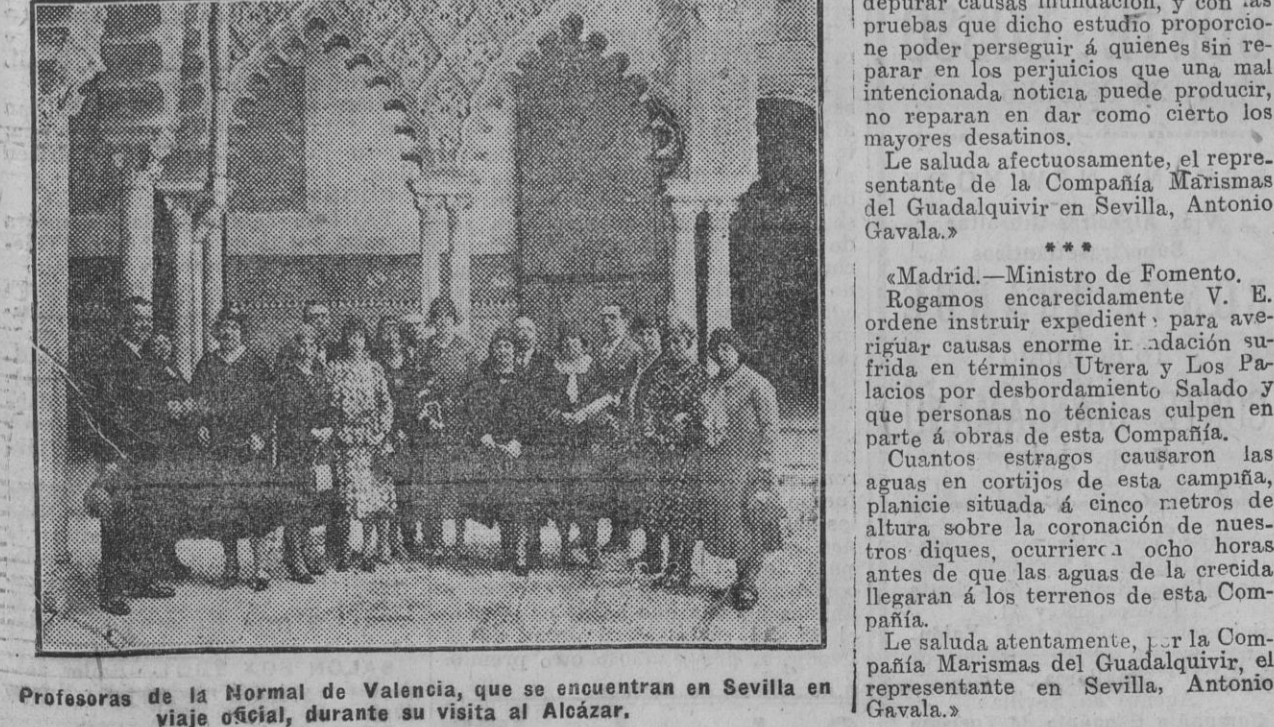 Profesoras de la Normal de Valencia, que se encuentran en Sevilla en
viaje oficial, durante su visita al Alcázar.
depurar causas inundación, y con las
pruebas que dicho estudio proporcio-
ne poder perseguir á quienes sin re-
parar en los perjuicios que una mal
intencionada noticia puede producir,
no reparan en dar como cierto los
mayores desatinos.
Le saluda afectuosamente, el repre-
sentante de la Compañía Marismas
del Guadalquivir en Sevilla, Antonio
Gavala.»
* * *
«Madrid.—Ministro de Fomento.
Rogamos encarecidamente V. E.
ordene instruir expediente para ave-
riguar causas enorme inundación su-
frida en términos Utrera y Los Pa-
lacios por desbordamiento Salado y
que personas no técnicas culpen en
parte á obras de esta Compañía.
Cuantos estragos causaron las
aguas en cortijos de esta campiña,
planicie situada á cinco metros de
altura sobre la coronación de nues-
tros diques, ocurrieron ocho horas
antes de que las aguas de la crecida
llegaran á los terrenos de esta Com-
pañía.
Le saluda atentamente, por la Com-
pañía Marismas del Guadalquivir, el
representante en Sevilla, Antonio
Gavala.»